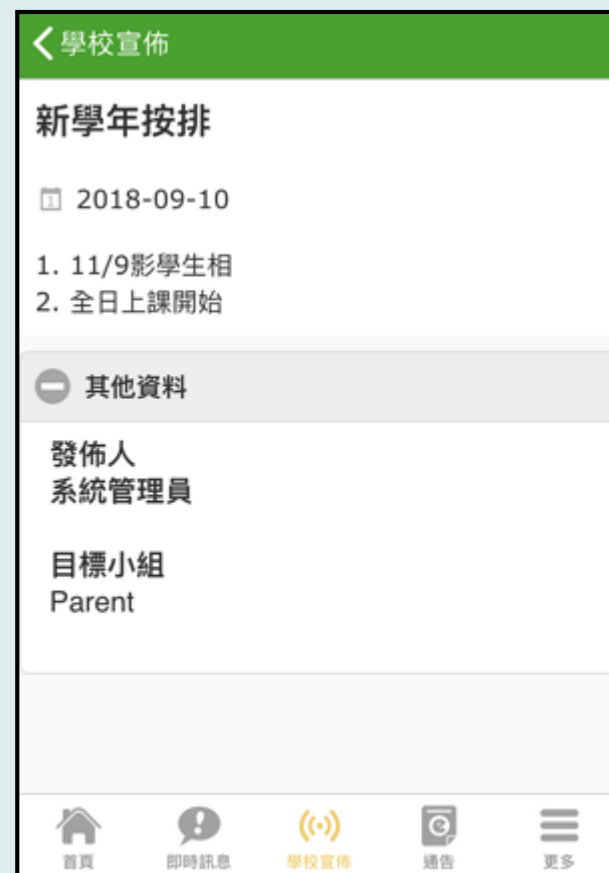 學校宣佈
新學年按排
2018-09-10
1. 11/9影學生相
2. 全日上課開始
其他資料
發佈人
系統管理員
目標小組
Parent
首頁 即時訊息 學校宣佈 通告 更多